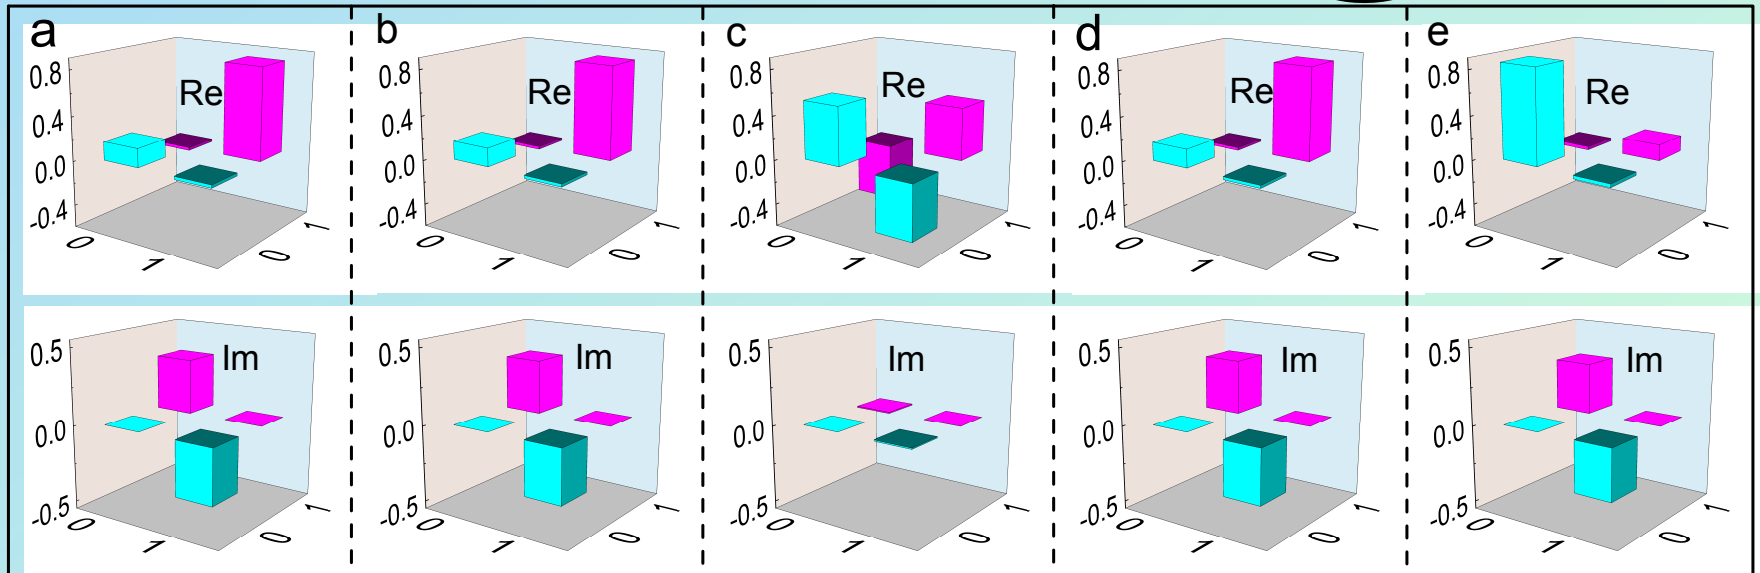 a b c d e
Re Re Re Re Re
0.8 0.8 0.8 0.8 0.8
0.4 0.4 0.4 0.4 0.4
0.0 0.0 0.0 0.0 0.0
-0.4 -0.4 -0.4 -0.4 -0.4
0 1 0 1 0 1 0 1 0 1 0 1 0 1 0 1 0 1 0 1
Im Im Im Im Im
0.5 0.5 0.5 0.5 0.5
0.0 0.0 0.0 0.0 0.0
-0.5 -0.5 -0.5 -0.5 -0.5
0 1 0 1 0 1 0 1 0 1 0 1 0 1 0 1 0 1 0 1